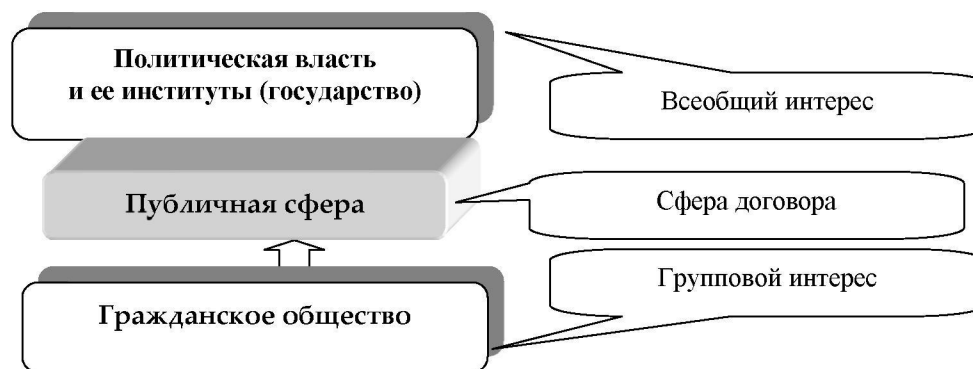 Политическая власть
и ее институты (государство)
Всеобщий интерес
Публичная сфера
Сфера договора
Групповой интерес
Гражданское общество